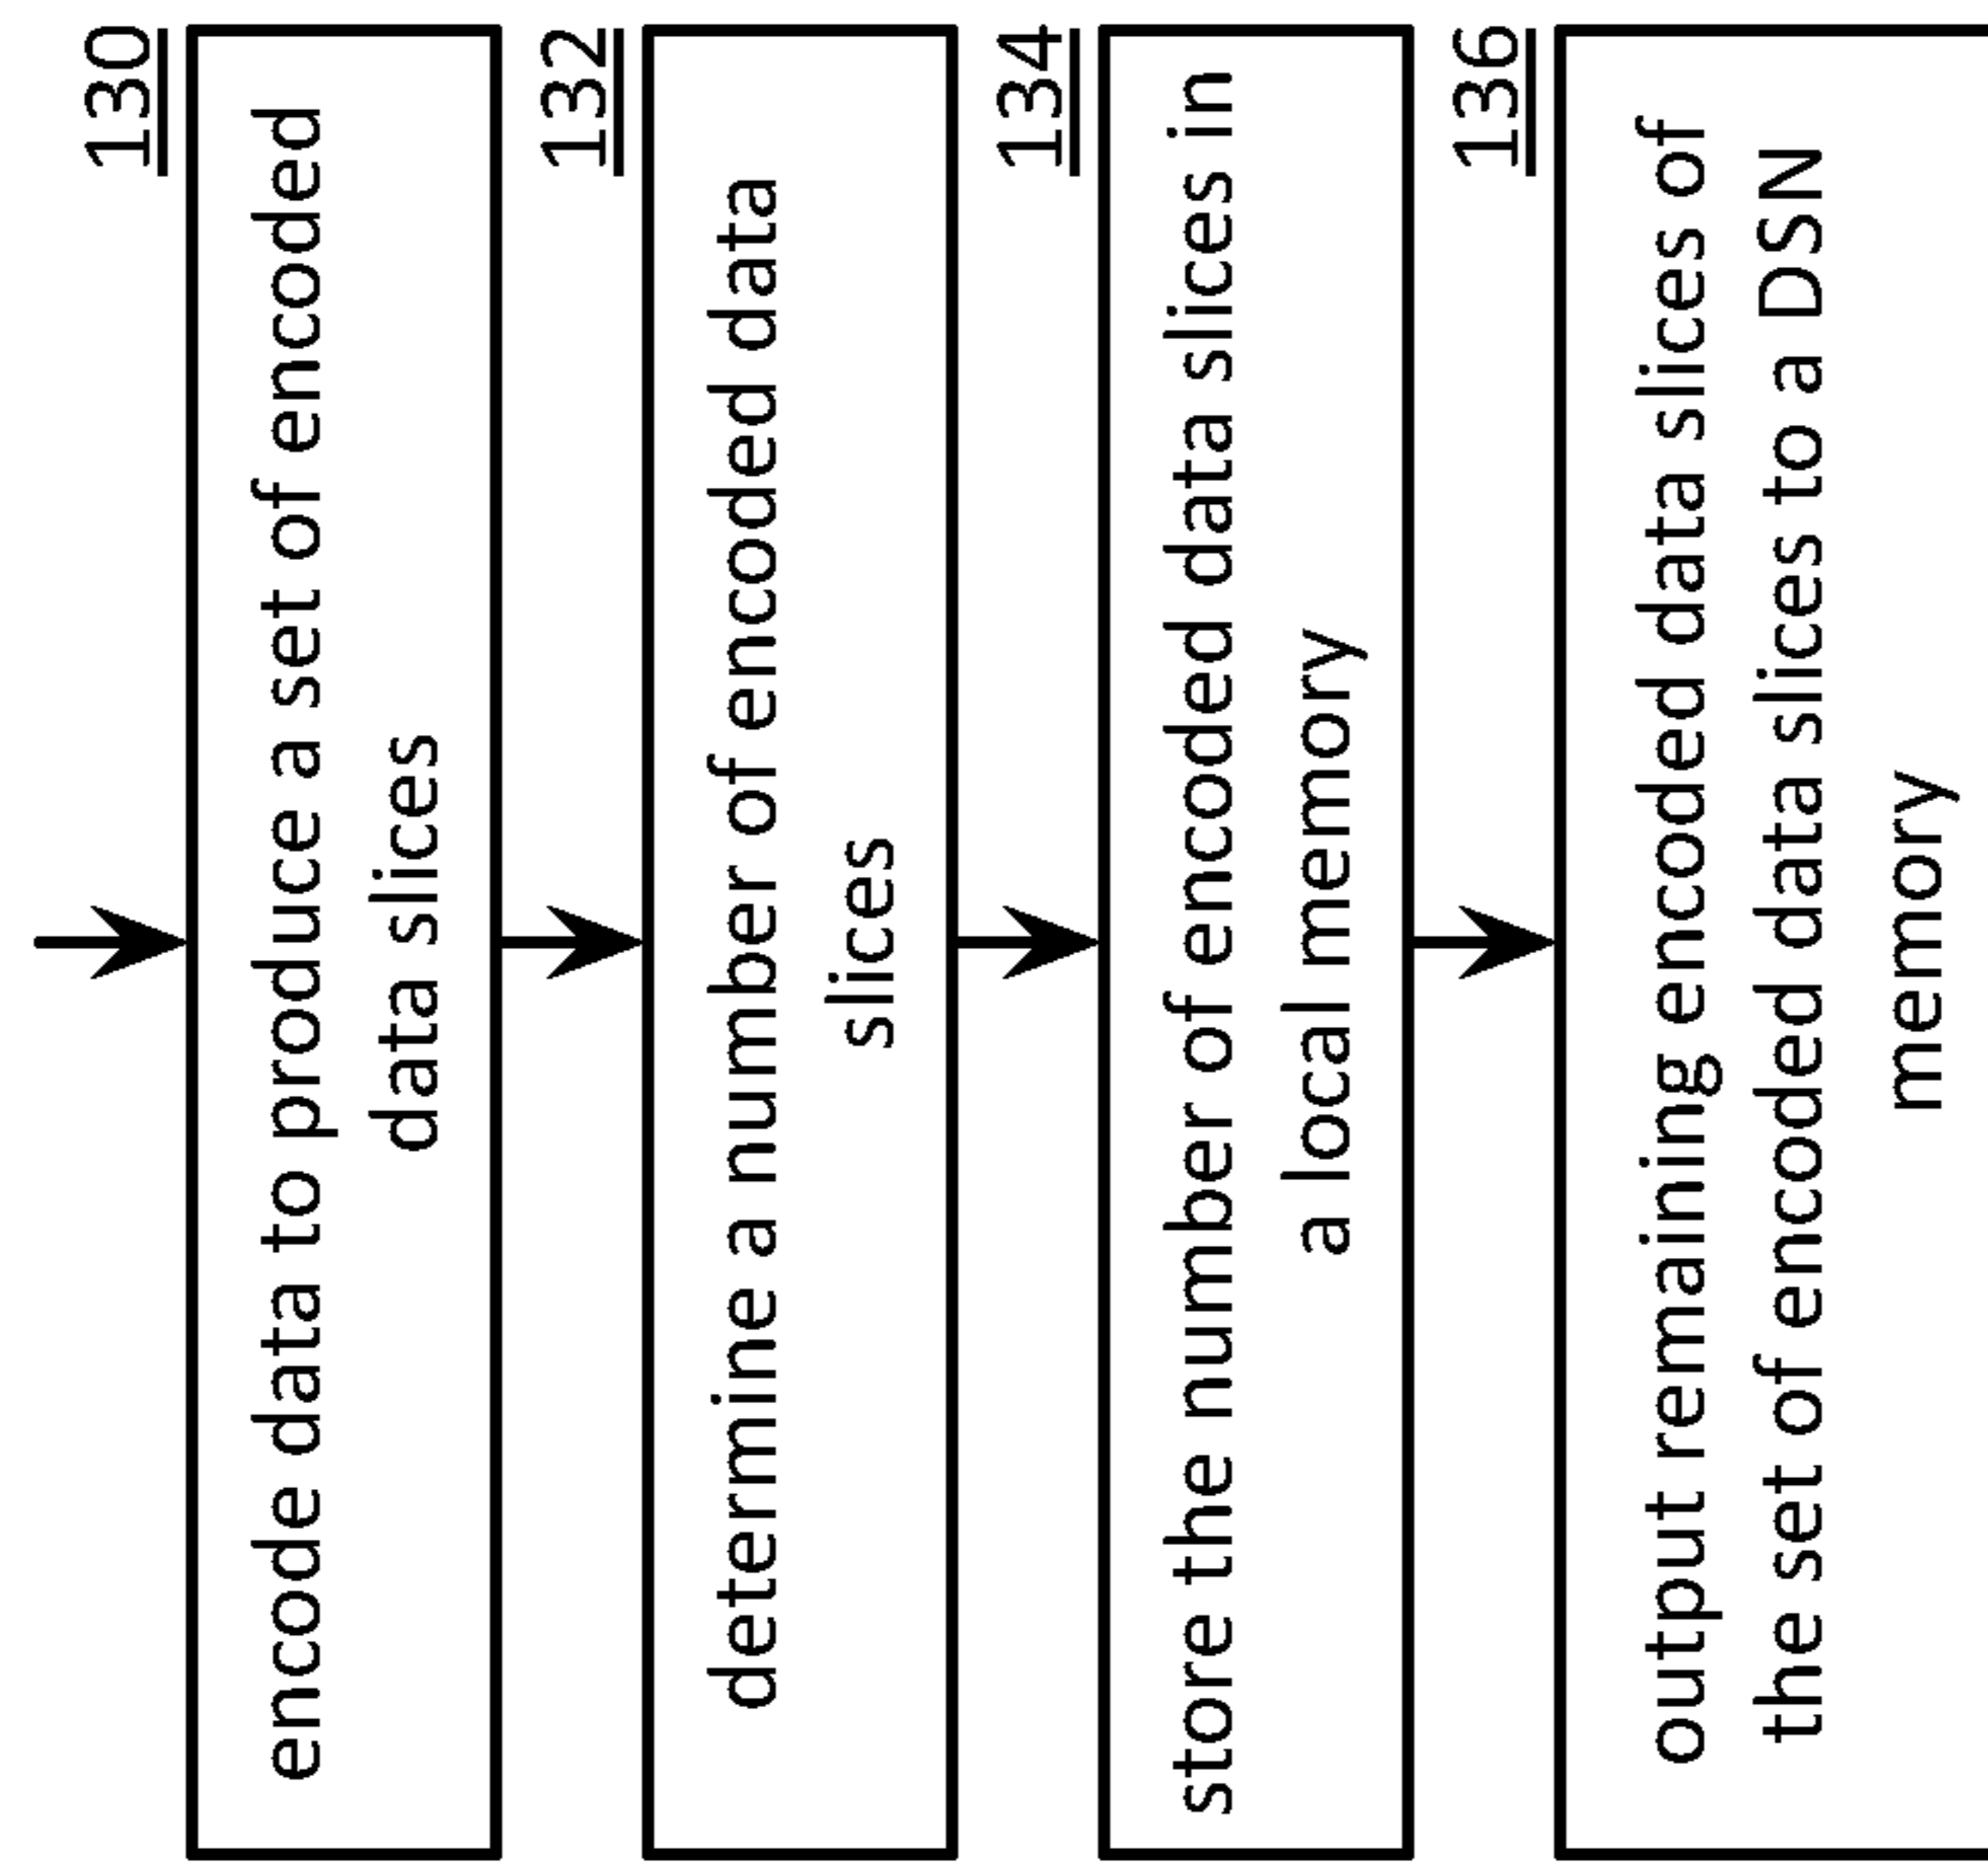 130
encode data to produce a set of encoded
data slices
132
determine a number of encoded data
slices
134
store the number of encoded data slices in
a local memory
136
output remaining encoded data slices of
the set of encoded data slices to a DSN
memory